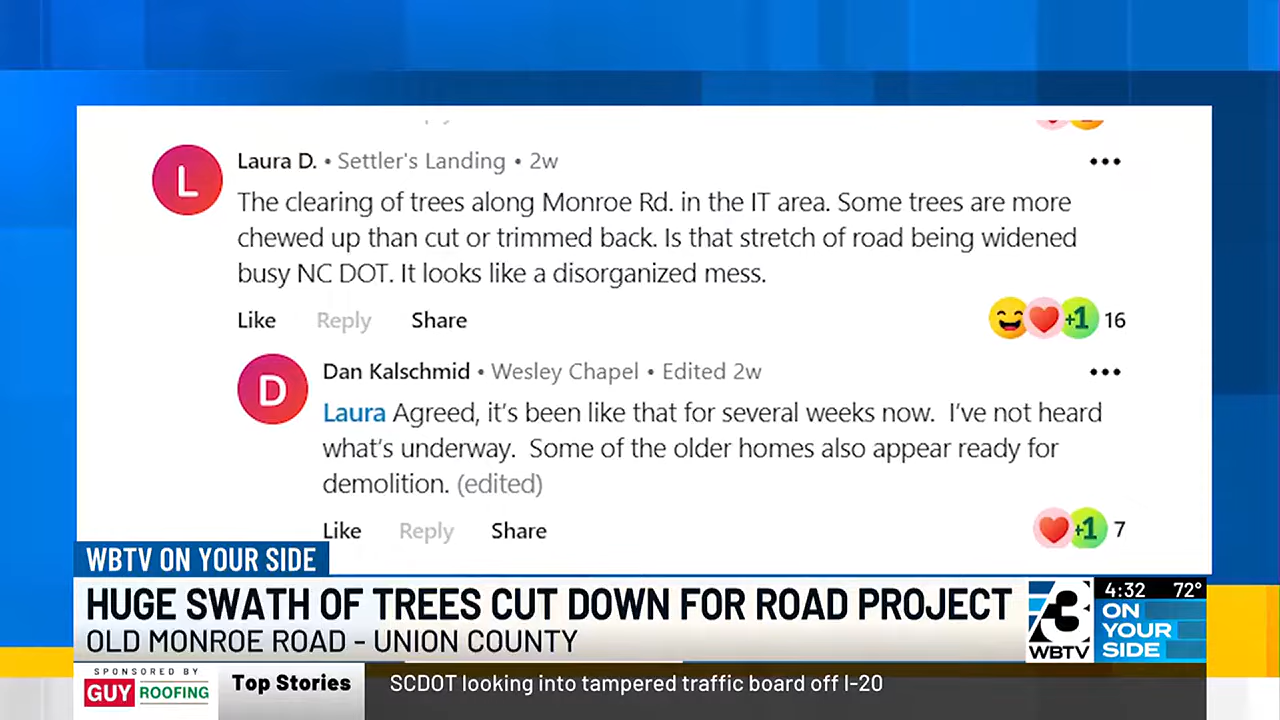 L
Laura D. • Settler's Landing • 2w
The clearing of trees along Monroe Rd. in the IT area. Some trees are more
chewed up than cut or trimmed back. Is that stretch of road being widened
busy NC DOT. It looks like a disorganized mess.
Like Reply Share
+1 16
D
Dan Kalschmid • Wesley Chapel • Edited 2w
Laura Agreed, it's been like that for several weeks now. I've not heard
what's underway. Some of the older homes also appear ready for
demolition. (edited)
Like Reply Share
+1 7
WBTV ON YOUR SIDE
HUGE SWATH OF TREES CUT DOWN FOR ROAD PROJECT
OLD MONROE ROAD - UNION COUNTY
3
WBTV
4:32 72°
ON
YOUR
SIDE
SPONSORED BY
GUY ROOFING
Top Stories
SCDOT looking into tampered traffic board off I-20